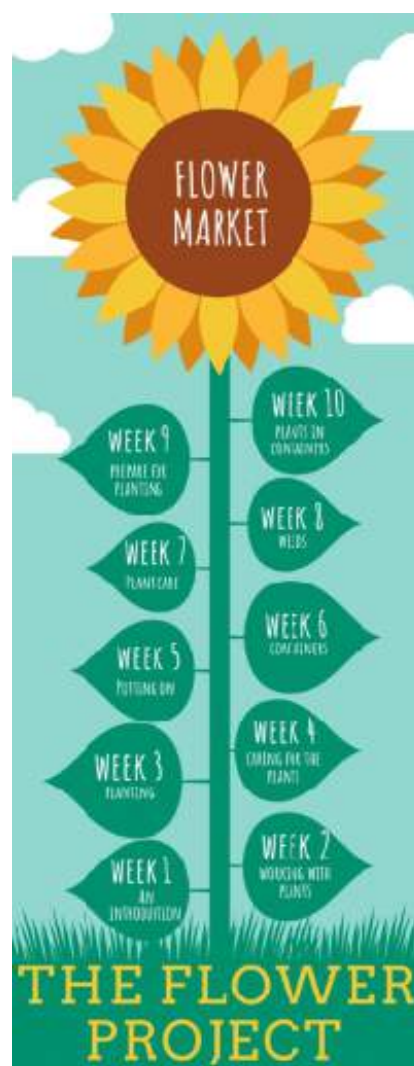 FLOWER
MARKET
WEEK 10
PLANTS IN
CONTAINERS
WEEK 9
PREPARE FOR
PLANTING
WEEK 8
WEEDS
WEEK 7
PLANT CARE
WEEK 6
CONTAINERS
WEEK 5
POTTING ON
WEEK 4
CARING FOR THE
PLANTS
WEEK 3
PLANTING
WEEK 2
WORKING WITH
PLANTS
WEEK 1
AN
INTRODUCTION
THE FLOWER
PROJECT